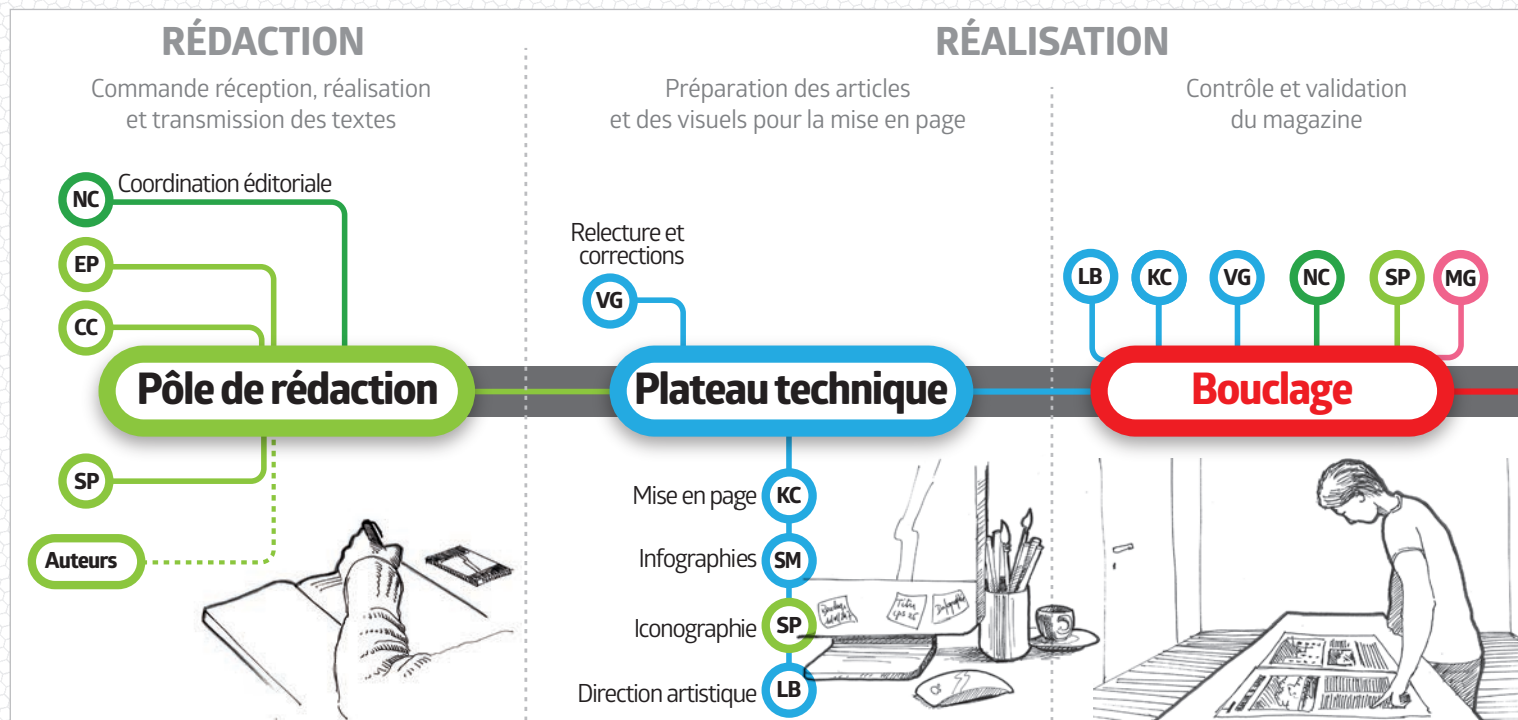 RÉDACTION
Commande réception, réalisation
et transmission des textes
NC
Coordination éditoriale
EP
CC
Pôle de rédaction
SP
Auteurs
RÉALISATION
Préparation des articles
et des visuels pour la mise en page
Relecture et
corrections
VG
Plateau technique
Mise en page
KC
Infographies
SM
Iconographie
SP
Direction artistique
LB
Contrôle et validation
du magazine
LB
KC
VG
NC
SP
MG
Bouclage